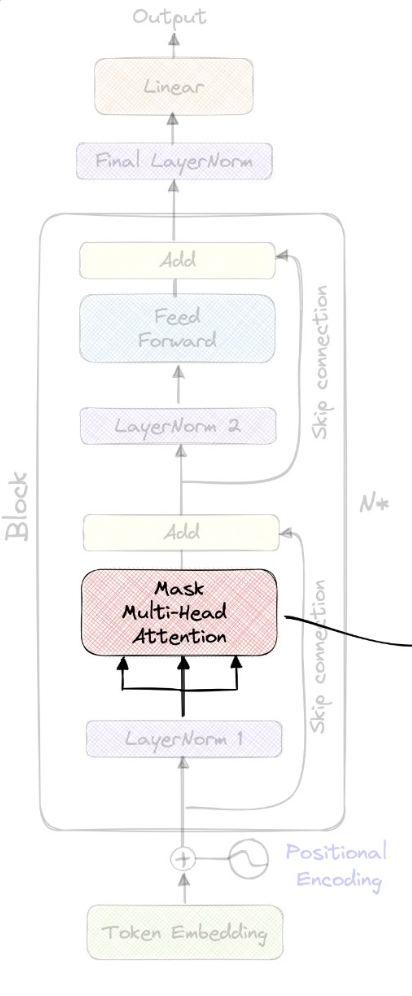 Output
Linear
Final LayerNorm
Add
Feed
Forward
Skip connection
LayerNorm 2
Block
N*
Add
Mask
Multi-Head
Attention
Skip connection
LayerNorm 1
Positional
Encoding
Token Embedding